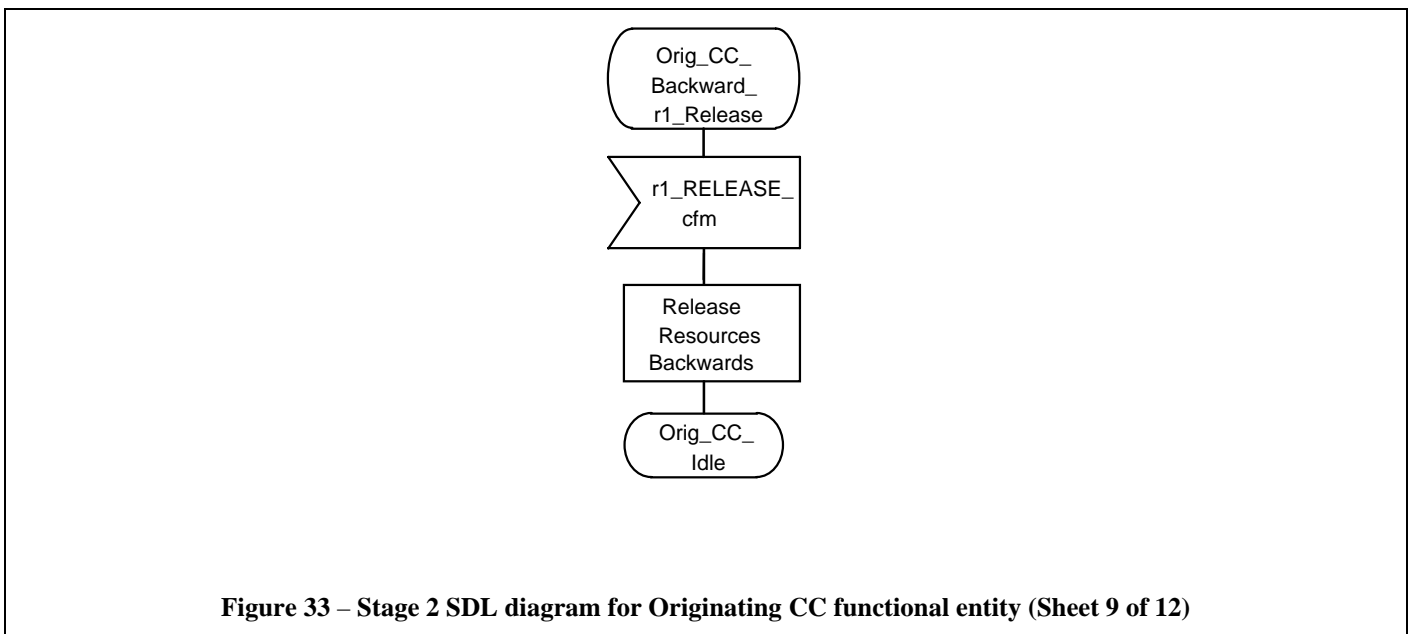 Orig_CC_
Backward_
r1_Release
r1_RELEASE_
cfm
Release
Resources
Backwards
Orig_CC_
Idle
Figure 33 – Stage 2 SDL diagram for Originating CC functional entity (Sheet 9 of 12)